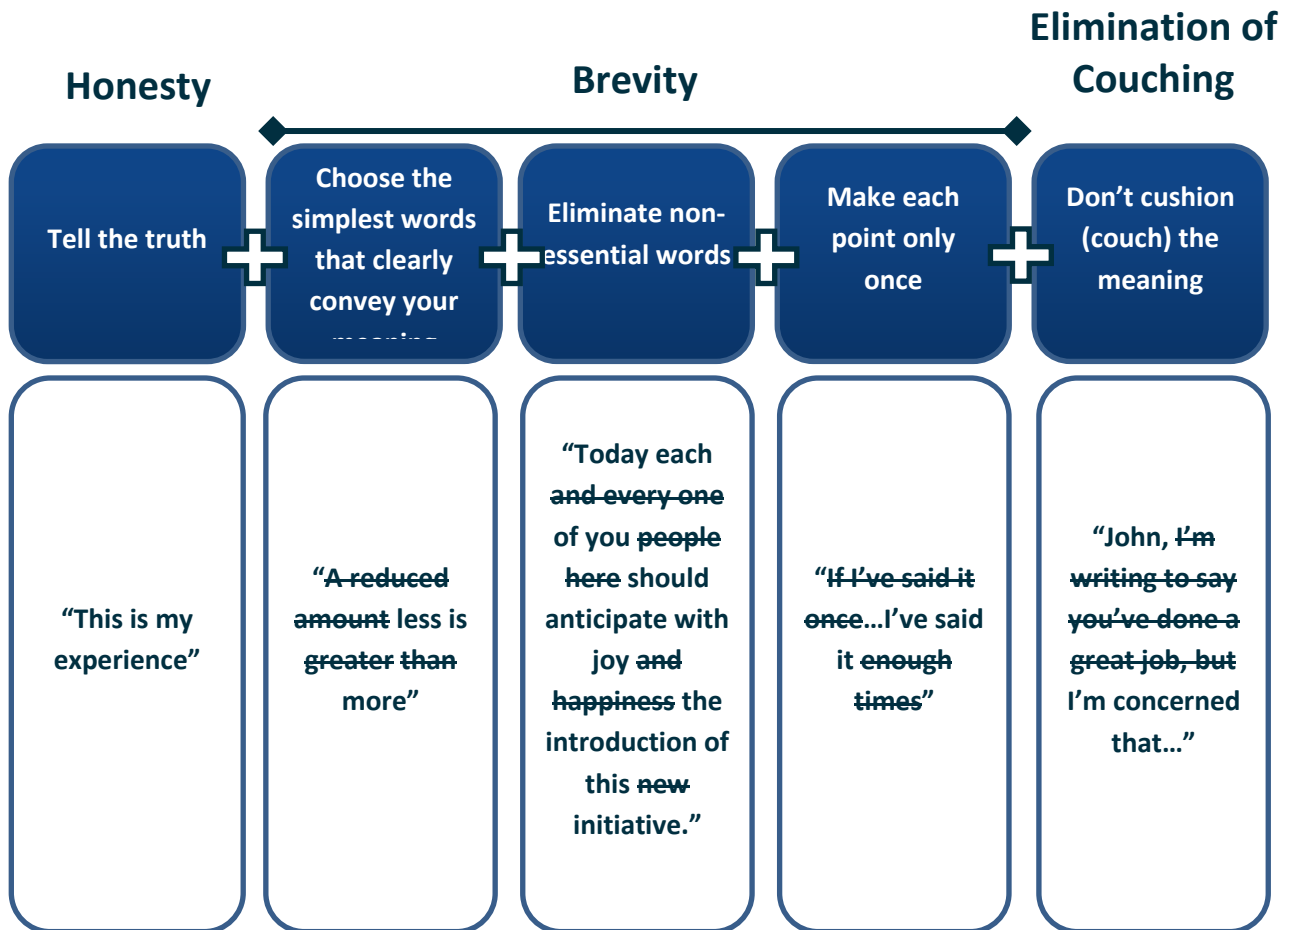 Honesty
Brevity
Elimination of
Couching
Tell the truth
Choose the
simplest words
that clearly
convey your
meaning
Eliminate non-
essential words
Make each
point only
once
Don’t cushion
(couch) the
meaning
“This is my
experience”
“A reduced
amount less is
greater than
more”
“Today each
and every one
of you people
here should
anticipate with
joy and
happiness the
introduction of
this new
initiative.”
“If I’ve said it
once…I’ve said
it enough
times”
“John, I’m
writing to say
you’ve done a
great job, but
I’m concerned
that…”